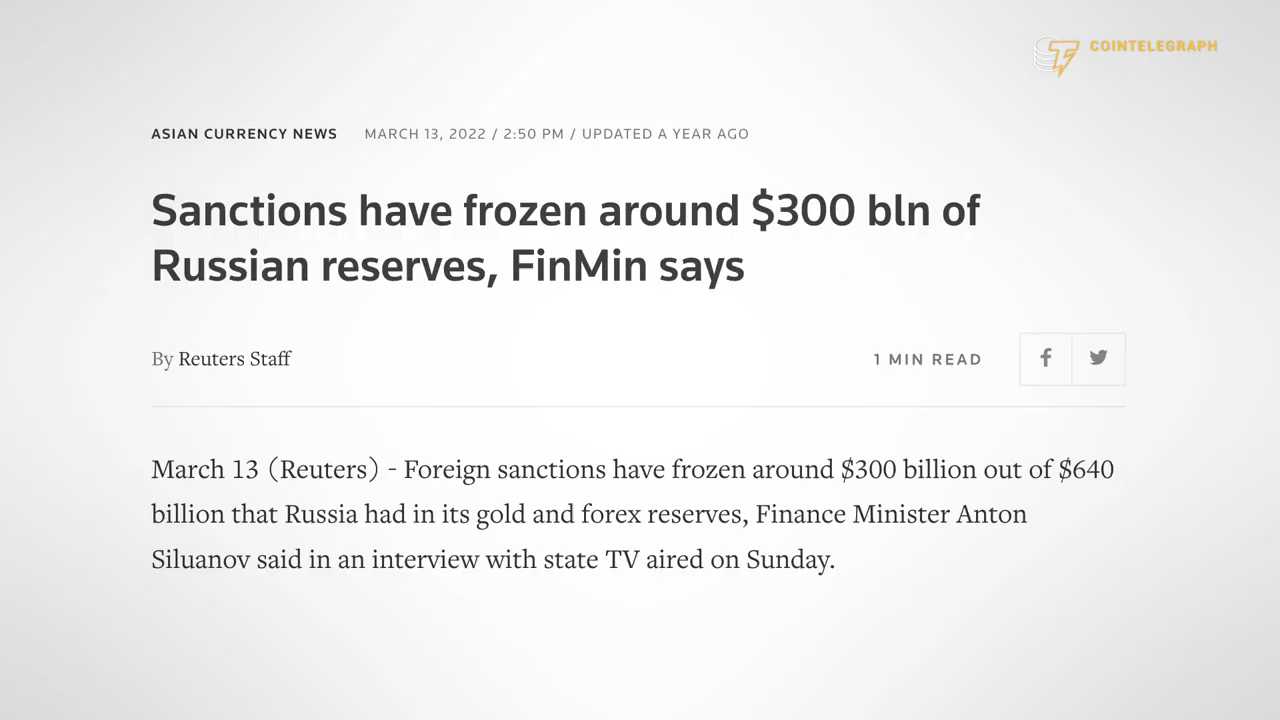 COINTELEGRAPH
ASIAN CURRENCY NEWS MARCH 13, 2022 / 2:50 PM / UPDATED A YEAR AGO
Sanctions have frozen around $300 bln of
Russian reserves, FinMin says
By Reuters Staff 1 MIN READ
March 13 (Reuters) - Foreign sanctions have frozen around $300 billion out of $640
billion that Russia had in its gold and forex reserves, Finance Minister Anton
Siluanov said in an interview with state TV aired on Sunday.